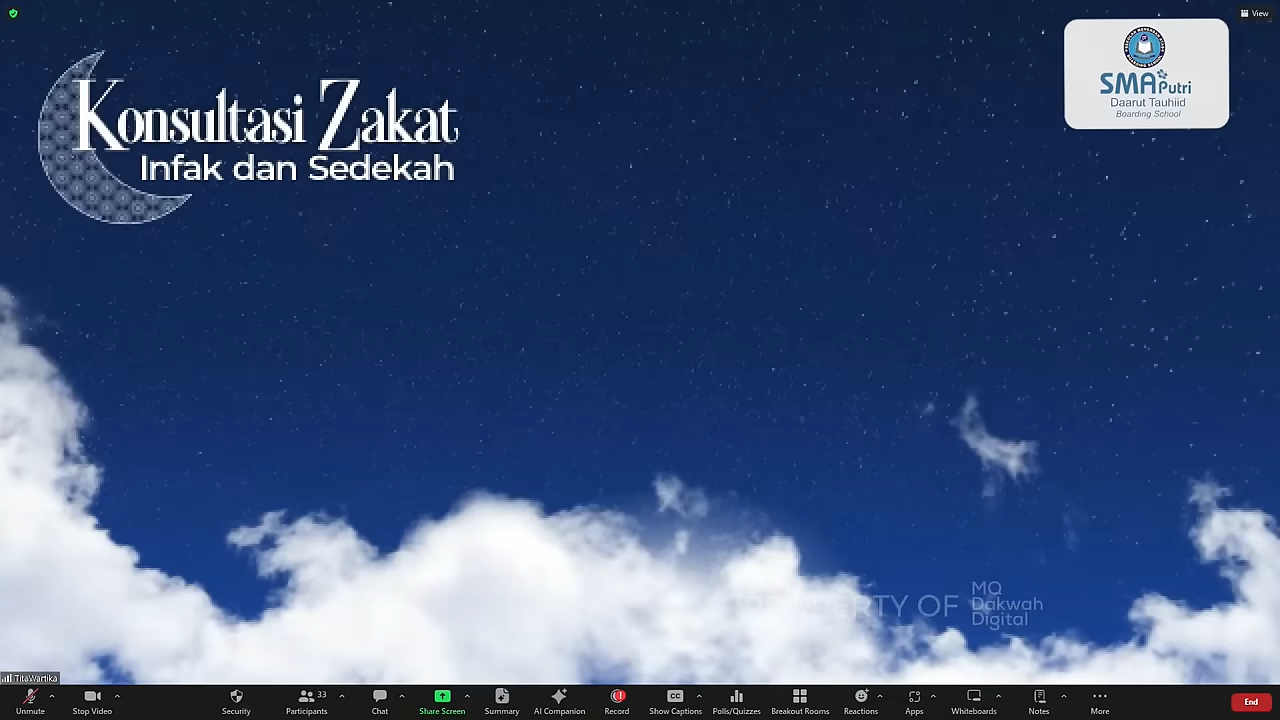 View
Konsultasi Zakat
Infak dan Sedekah
SMA Putri
Daarut Tauhiid
Boarding School
OF
MQ
Dakwah
Digital
TitaWartika
Unmute
Stop Video
Security
Participants
33
Chat
Share Screen
Summary
AI Companion
Record
Show Captions
Polls/Quizzes
Breakout Rooms
Reactions
Apps
Whiteboards
Notes
More
End